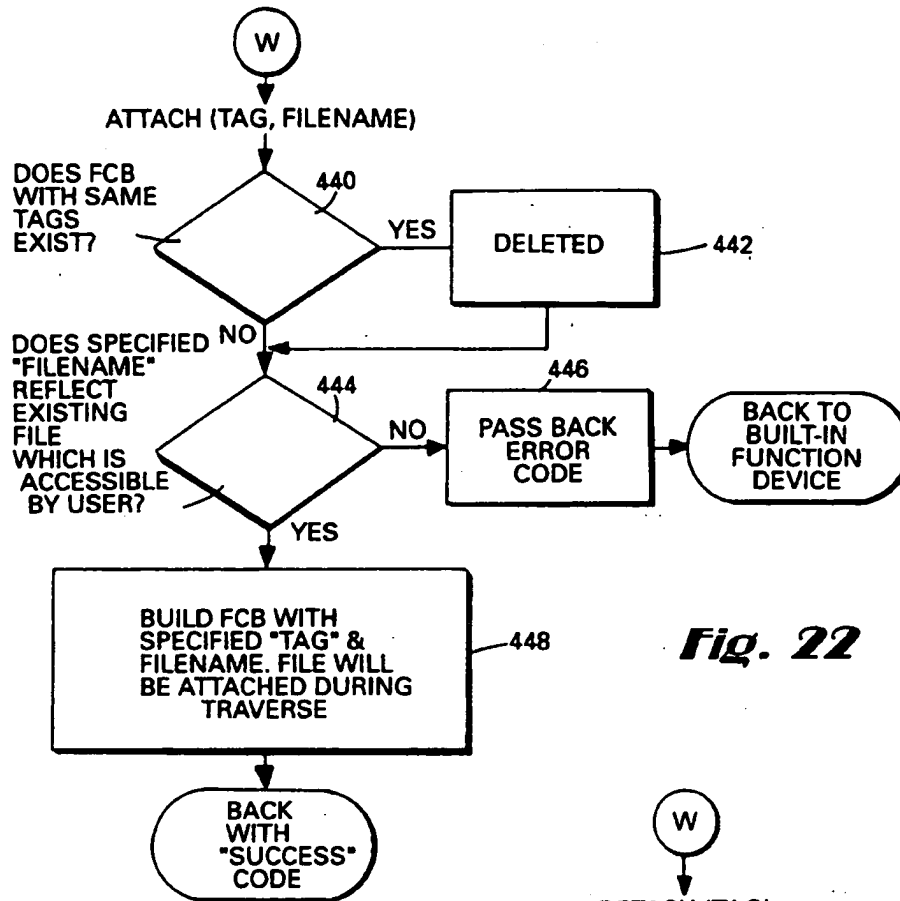 W
ATTACH (TAG, FILENAME)
DOES FCB
WITH SAME
TAGS
EXIST?
440
YES
DELETED
442
NO
DOES SPECIFIED
"FILENAME"
REFLECT
EXISTING
FILE
WHICH IS
ACCESSIBLE
BY USER?
444
NO
446
PASS BACK
ERROR
CODE
BACK TO
BUILT-IN
FUNCTION
DEVICE
YES
BUILD FCB WITH
SPECIFIED "TAG" &
FILENAME. FILE WILL
BE ATTACHED DURING
TRAVERSE
448
Fig. 22
BACK
WITH
"SUCCESS"
CODE
W